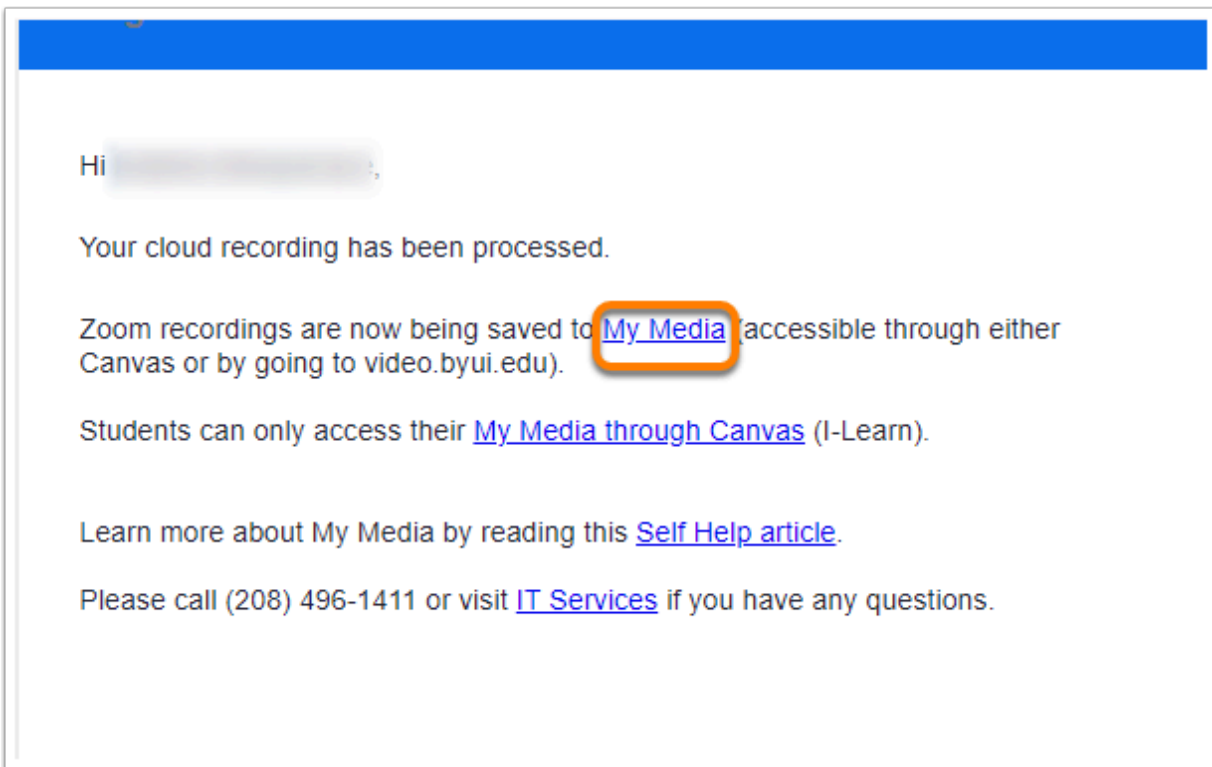 Hi ,
Your cloud recording has been processed.
Zoom recordings are now being saved to My Media (accessible through either
Canvas or by going to video.byui.edu).
Students can only access their My Media through Canvas (I-Learn).
Learn more about My Media by reading this Self Help article.
Please call (208) 496-1411 or visit IT Services if you have any questions.